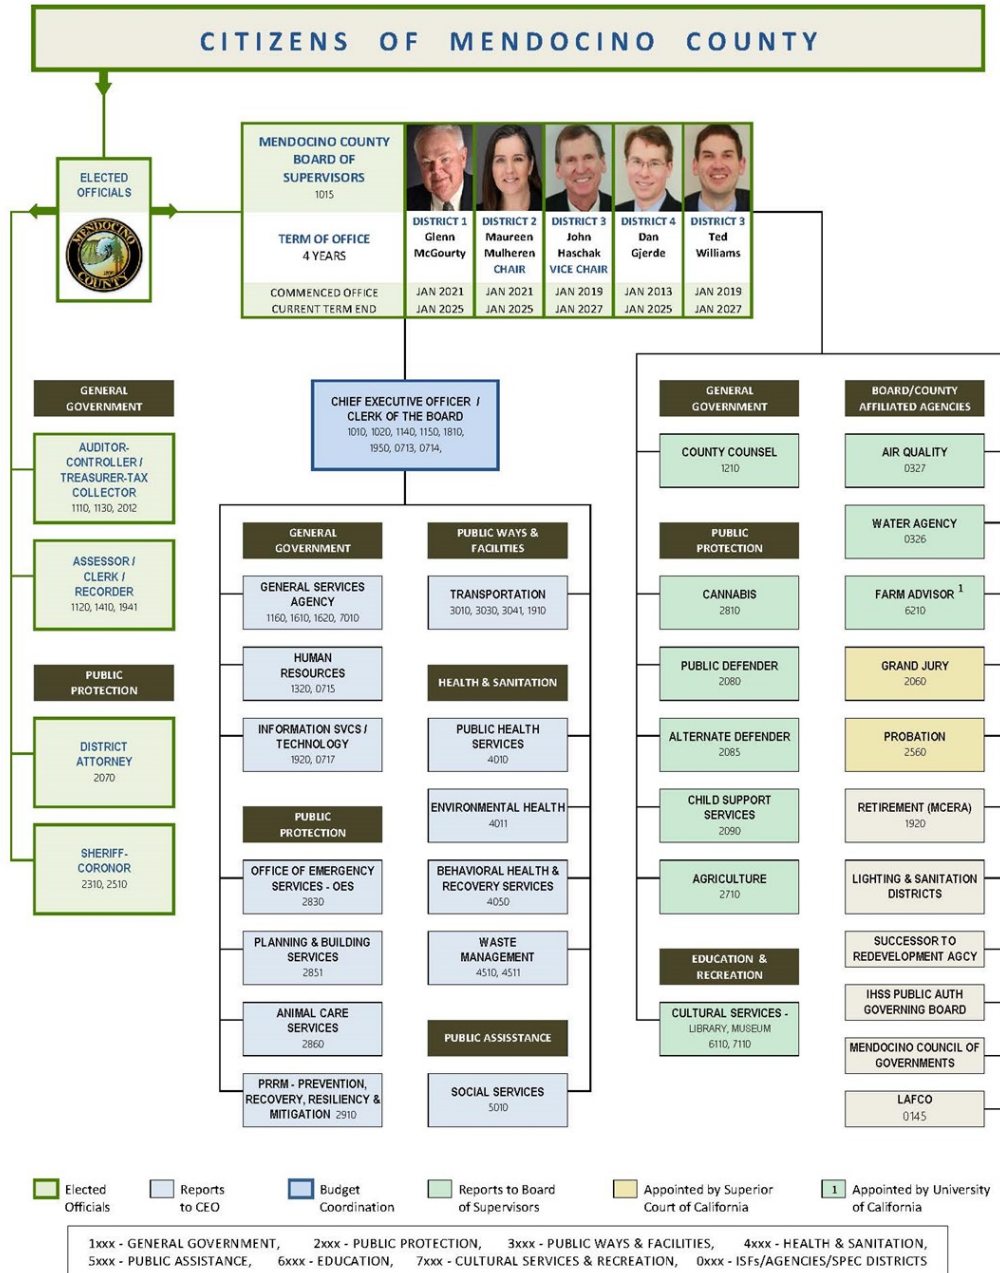 CITIZENS OF MENDOCINO COUNTY
ELECTED
OFFICIALS
MENDOCINO
COUNTY
MENDOCINO COUNTY
BOARD OF
SUPERVISORS
1015
TERM OF OFFICE
4 YEARS
COMMENCED OFFICE
CURRENT TERM END
DISTRICT 1
Glenn
McGourty
JAN 2021
JAN 2025
DISTRICT 2
Maureen
Mulheren
CHAIR
JAN 2021
JAN 2025
DISTRICT 3
John
Haschak
VICE CHAIR
JAN 2019
JAN 2027
DISTRICT 4
Dan
Gjerde
JAN 2013
JAN 2025
DISTRICT 3
Ted
Williams
JAN 2019
JAN 2027
GENERAL
GOVERNMENT
AUDITOR-
CONTROLLER /
TREASURER-TAX
COLLECTOR
1110, 1130, 2012
ASSESSOR /
CLERK /
RECORDER
1120, 1410, 1941
PUBLIC
PROTECTION
DISTRICT
ATTORNEY
2070
SHERIFF-
CORONOR
2310, 2510
CHIEF EXECUTIVE OFFICER /
CLERK OF THE BOARD
1010, 1020, 1140, 1150, 1810,
1950, 0713, 0714,
GENERAL
GOVERNMENT
GENERAL SERVICES
AGENCY
1160, 1610, 1620, 7010
HUMAN
RESOURCES
1320, 0715
INFORMATION SVCS /
TECHNOLOGY
1920, 0717
PUBLIC
PROTECTION
OFFICE OF EMERGENCY
SERVICES - OES
2830
PLANNING & BUILDING
SERVICES
2851
ANIMAL CARE
SERVICES
2860
PRRM - PREVENTION,
RECOVERY, RESILIENCY &
MITIGATION 2910
PUBLIC WAYS &
FACILITIES
TRANSPORTATION
3010, 3030, 3041, 1910
HEALTH & SANITATION
PUBLIC HEALTH
SERVICES
4010
ENVIRONMENTAL HEALTH
4011
BEHAVIORAL HEALTH &
RECOVERY SERVICES
4050
WASTE
MANAGEMENT
4510, 4511
PUBLIC ASSISSTANCE
SOCIAL SERVICES
5010
GENERAL
GOVERNMENT
COUNTY COUNSEL
1210
PUBLIC
PROTECTION
CANNABIS
2810
PUBLIC DEFENDER
2080
ALTERNATE DEFENDER
2085
CHILD SUPPORT
SERVICES
2090
AGRICULTURE
2710
EDUCATION &
RECREATION
CULTURAL SERVICES -
LIBRARY, MUSEUM
6110, 7110
BOARD/COUNTY
AFFILIATED AGENCIES
AIR QUALITY
0327
WATER AGENCY
0326
FARM ADVISOR 1
6210
GRAND JURY
2060
PROBATION
2560
RETIREMENT (MCERA)
1920
LIGHTING & SANITATION
DISTRICTS
SUCCESSOR TO
REDEVELOPMENT AGCY
IHSS PUBLIC AUTH
GOVERNING BOARD
MENDOCINO COUNCIL OF
GOVERNMENTS
LAFCO
0145
Elected
Officials
Reports
to CEO
Budget
Coordination
Reports to Board
of Supervisors
Appointed by Superior
Court of California
1
Appointed by University
of California
1xxx - GENERAL GOVERNMENT, 2xxx - PUBLIC PROTECTION, 3xxx - PUBLIC WAYS & FACILITIES, 4xxx - HEALTH & SANITATION,
5xxx - PUBLIC ASSISTANCE, 6xxx - EDUCATION, 7xxx - CULTURAL SERVICES & RECREATION, 0xxx - ISFs/AGENCIES/SPEC DISTRICTS